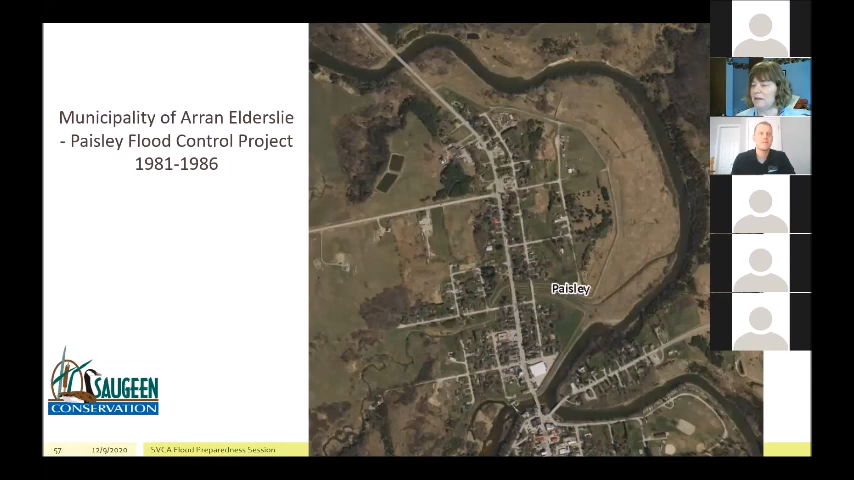 Municipality of Arran Elderslie
- Paisley Flood Control Project
1981-1986
Paisley
SAUGEEN
CONSERVATION
57
12/9/2020
SVCA Flood Preparedness Session